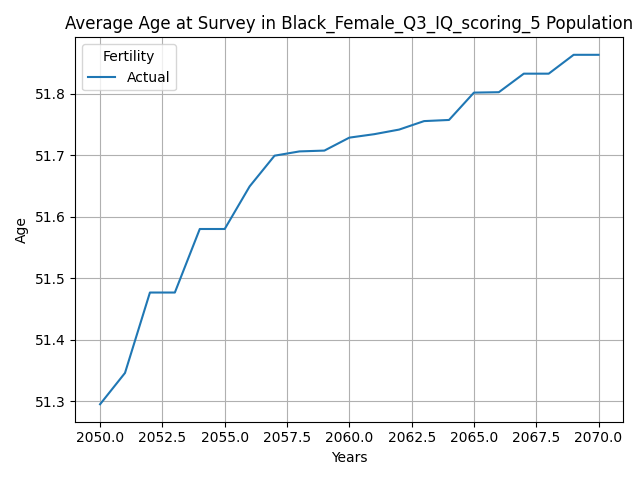 Average Age at Survey in Black_Female_Q3_IQ_scoring_5 Population
Fertility
Actual
Age
51.8
51.7
51.6
51.5
51.4
51.3
2050.0 2052.5 2055.0 2057.5 2060.0 2062.5 2065.0 2067.5 2070.0
Years